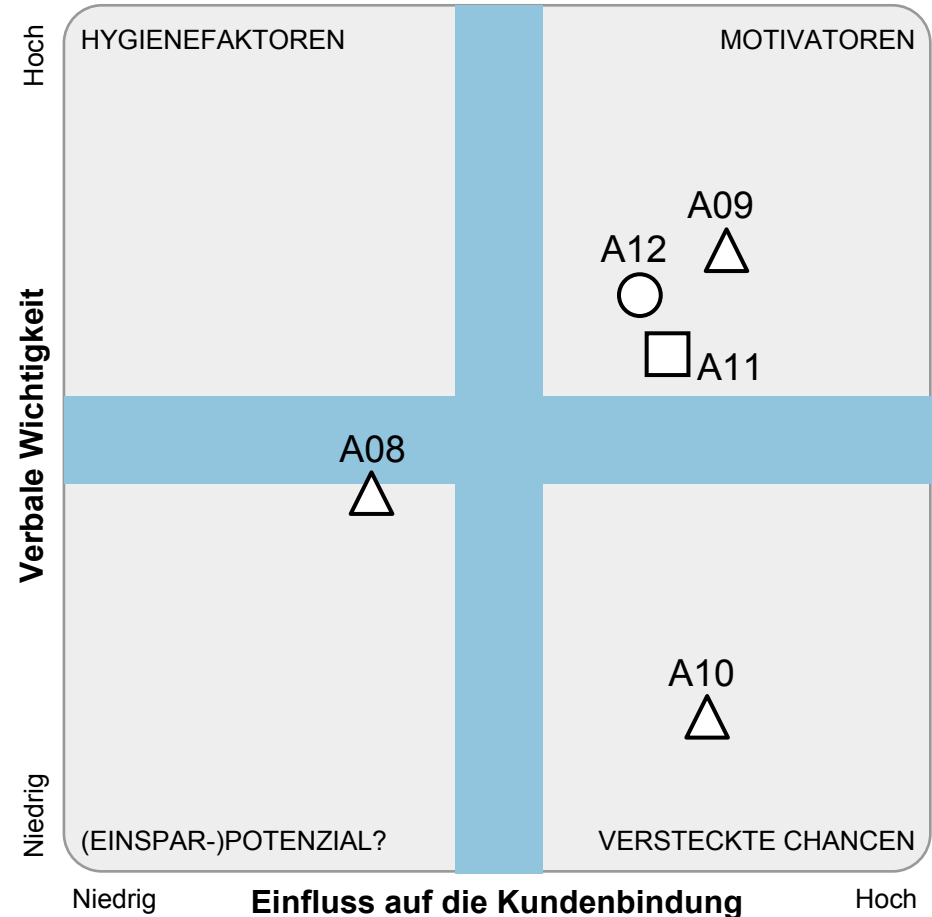 Hoch
HYGIENEFAKTOREN
MOTIVATOREN
A09
A12
A11
Verbale Wichtigkeit
A08
A10
Niedrig
(EINSPAR-)POTENZIAL?
VERSTECKTE CHANCEN
Niedrig
Einfluss auf die Kundenbindung
Hoch